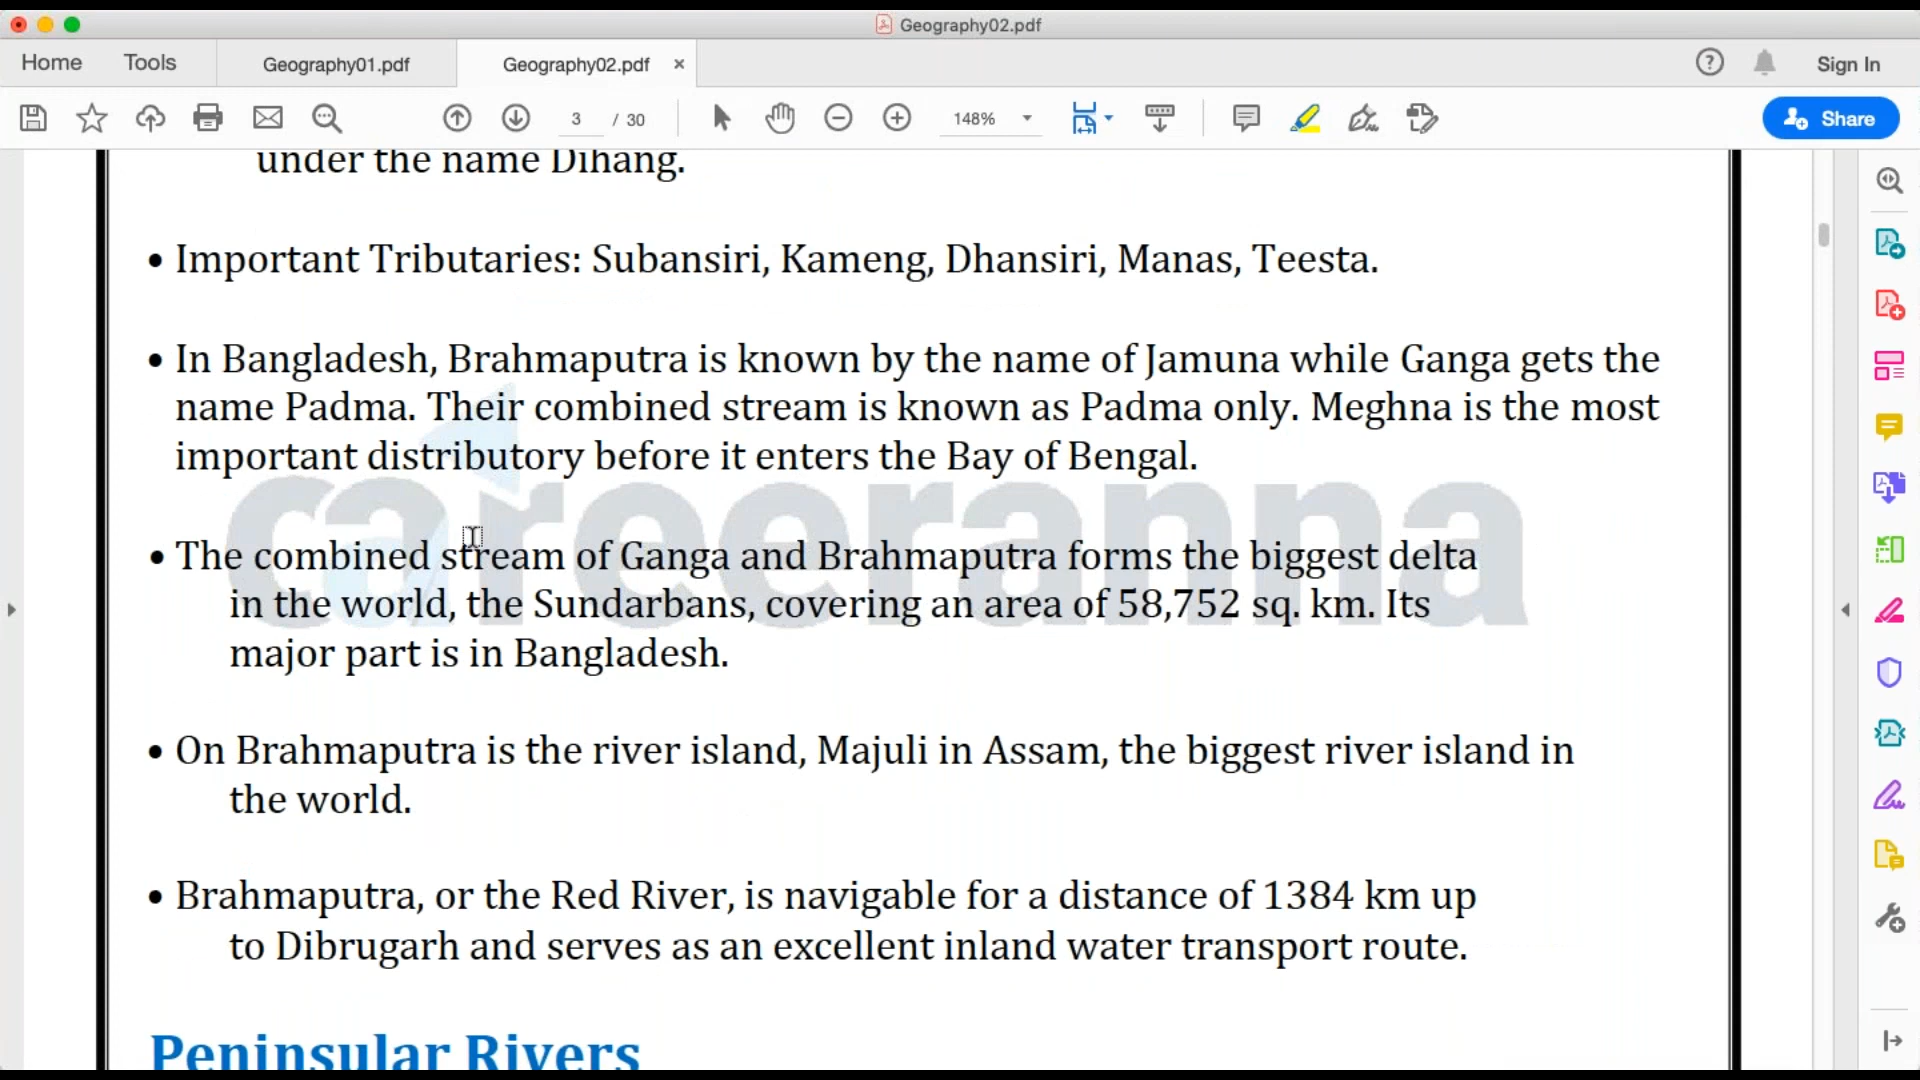 Geography02.pdf
Home Tools Geography01.pdf Geography02.pdf × Sign In
3 / 30 148% Share
under the name Dihang.
• Important Tributaries: Subansiri, Kameng, Dhansiri, Manas, Teesta.
• In Bangladesh, Brahmaputra is known by the name of Jamuna while Ganga gets the
name Padma. Their combined stream is known as Padma only. Meghna is the most
important distributory before it enters the Bay of Bengal.
careeranna
• The combined stream of Ganga and Brahmaputra forms the biggest delta
in the world, the Sundarbans, covering an area of 58,752 sq. km. Its
major part is in Bangladesh.
• On Brahmaputra is the river island, Majuli in Assam, the biggest river island in
the world.
• Brahmaputra, or the Red River, is navigable for a distance of 1384 km up
to Dibrugarh and serves as an excellent inland water transport route.
Peninsular Rivers